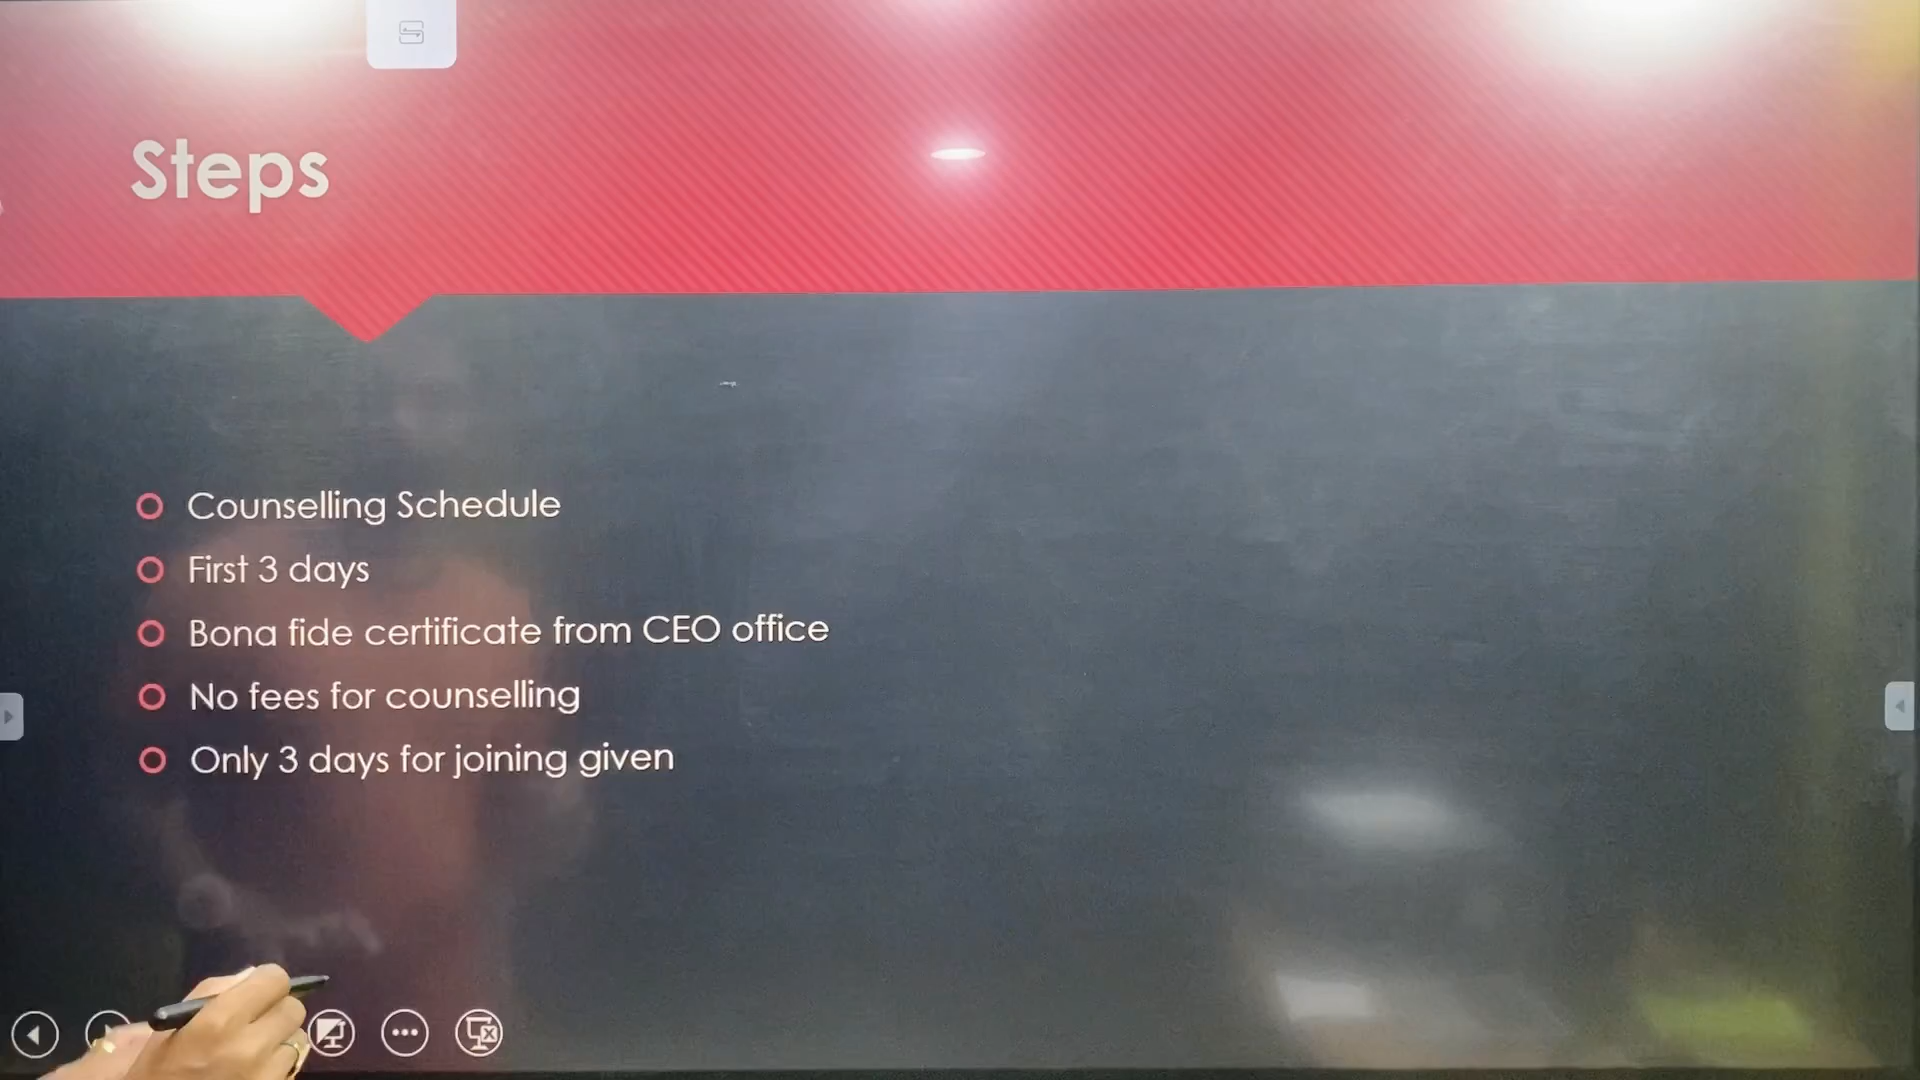 Steps
Counselling Schedule
First 3 days
Bona fide certificate from CEO office
No fees for counselling
Only 3 days for joining given